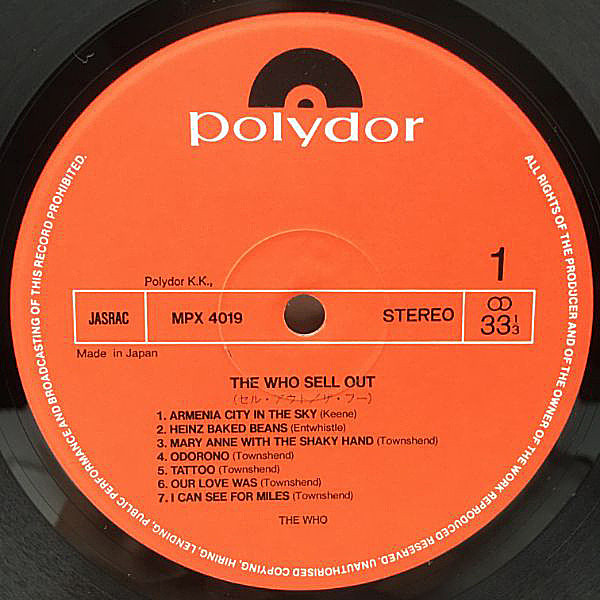 polydor
ALL RIGHTS OF THE PRODUCER AND OF THE OWNER OF THE WORK REPRODUCED RESERVED. UNAUTHORISED COPYING, HIRING, LENDING, PUBLIC PERFORMANCE AND BROADCASTING OF THIS RECORD PROHIBITED.
1
Polydor K.K.,
JASRAC MPX 4019 STEREO 33 1/3
Made in Japan
THE WHO SELL OUT
(セル・アウト/ザ・フー)
1. ARMENIA CITY IN THE SKY (Keene)
2. HEINZ BAKED BEANS (Entwhistle)
3. MARY ANNE WITH THE SHAKY HAND (Townshend)
4. ODORONO (Townshend)
5. TATTOO (Townshend)
6. OUR LOVE WAS (Townshend)
7. I CAN SEE FOR MILES (Townshend)
THE WHO